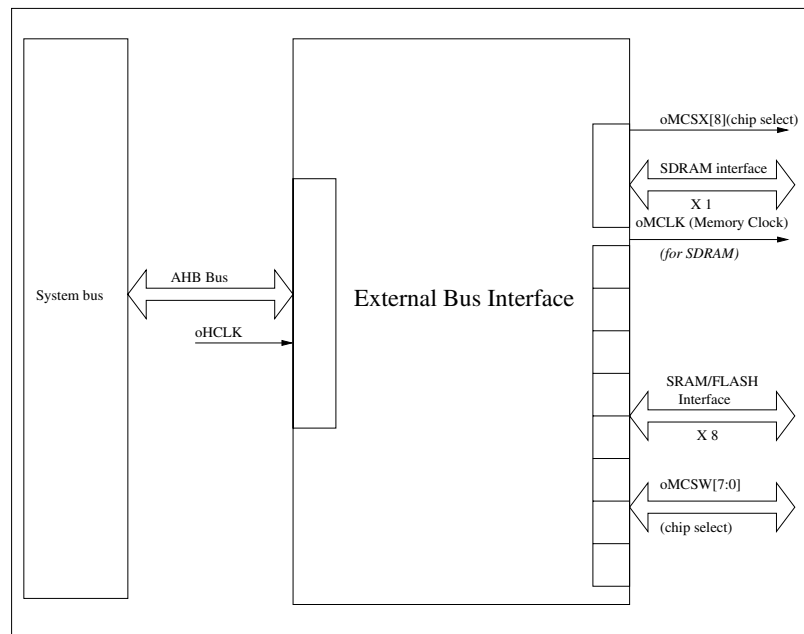 oMCSX[8](chip select)
SDRAM interface
X 1
oMCLK (Memory Clock)
(for SDRAM)
AHB Bus
System bus
External Bus Interface
oHCLK
SRAM/FLASH
Interface
X 8
oMCSW[7:0]
(chip select)